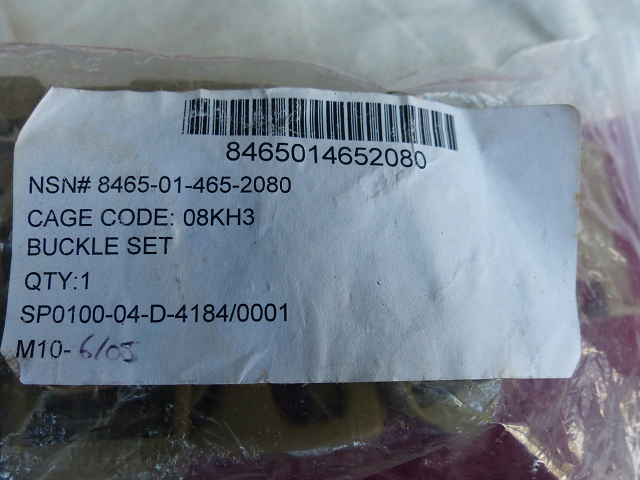 8465014652080
NSN# 8465-01-465-2080
CAGE CODE: 08KH3
BUCKLE SET
QTY:1
SP0100-04-D-4184/0001
M10- 6/05